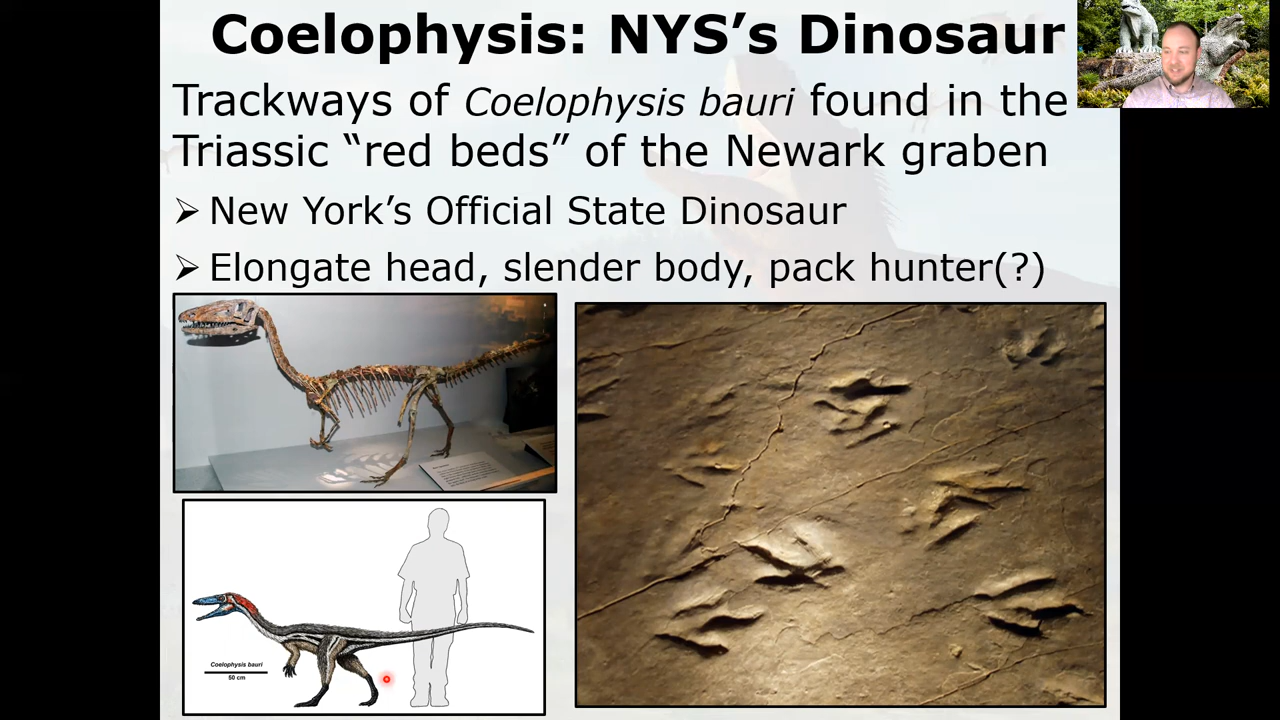 Coelophysis: NYS’s Dinosaur
Trackways of Coelophysis bauri found in the
Triassic “red beds” of the Newark graben
➢ New York’s Official State Dinosaur
➢ Elongate head, slender body, pack hunter(?)
Coelophysis bauri
50 cm